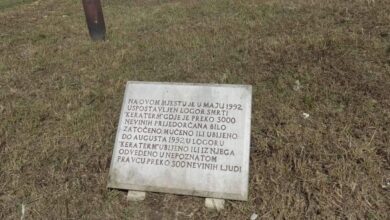 NA OVOM MJESTU JE U MAJU 1992
USPOSTAVLJEN LOGOR SMRTI
"KERATERM" GDJE JE PREKO 3000
NEVINIH PRIJEDORČANA BILO
ZATOČENO, MUČENO ILI UBIJENO.
DO AUGUSTA 1992 U LOGORU
"KERATERM" UBIJENO ILI IZ NJEGA
ODVEDENO U NEPOZNATOM
PRAVCU PREKO 300 NEVINIH LJUDI